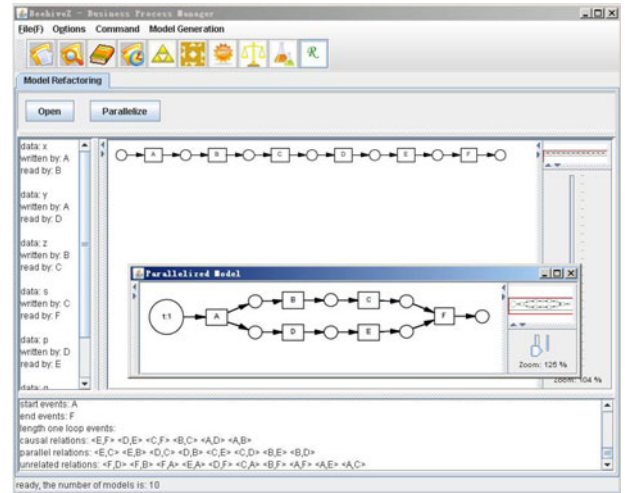 BeehiveZ - Business Process Manager
File(F) Options Command Model Generation
R
Model Refactoring
Open Parallelize
data: x
written by: A
read by: B
data: y
written by: A
read by: D
data: z
written by: B
read by: C
data: s
written by: C
read by: F
data: p
written by: D
read by: E
data: q
A B C D E F
Parallelized Model
t:1 A B C D E F
Zoom: 125 %
Zoom: 104 %
start events: A
end events: F
length one loop events:
causal relations: <E,F> <D,E> <C,F> <B,C> <A,D> <A,B>
parallel relations: <E,C> <E,B> <D,C> <D,B> <C,E> <C,D> <B,E> <B,D>
unrelated relations: <F,D> <F,B> <F,A> <E,A> <D,F> <C,A> <B,F> <A,F> <A,E> <A,C>
ready, the number of models is: 10